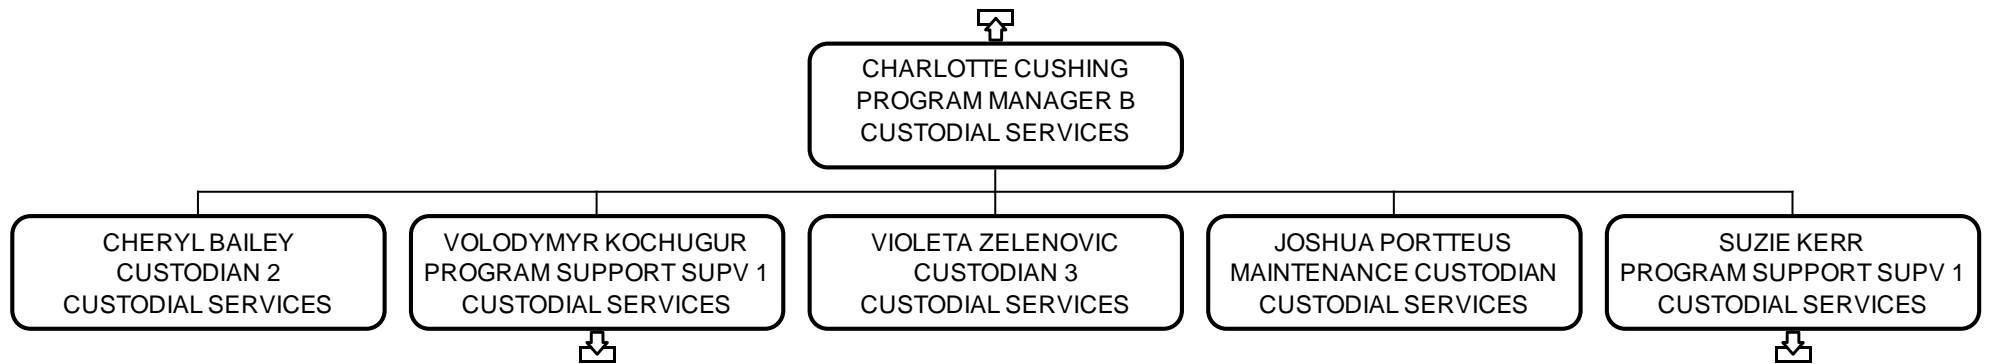 CHARLOTTE CUSHING
PROGRAM MANAGER B
CUSTODIAL SERVICES
CHERYL BAILEY
CUSTODIAN 2
CUSTODIAL SERVICES
VOLODYMYR KOCHUGUR
PROGRAM SUPPORT SUPV 1
CUSTODIAL SERVICES
VIOLETA ZELENOVIC
CUSTODIAN 3
CUSTODIAL SERVICES
JOSHUA PORTTEUS
MAINTENANCE CUSTODIAN
CUSTODIAL SERVICES
SUZIE KERR
PROGRAM SUPPORT SUPV 1
CUSTODIAL SERVICES